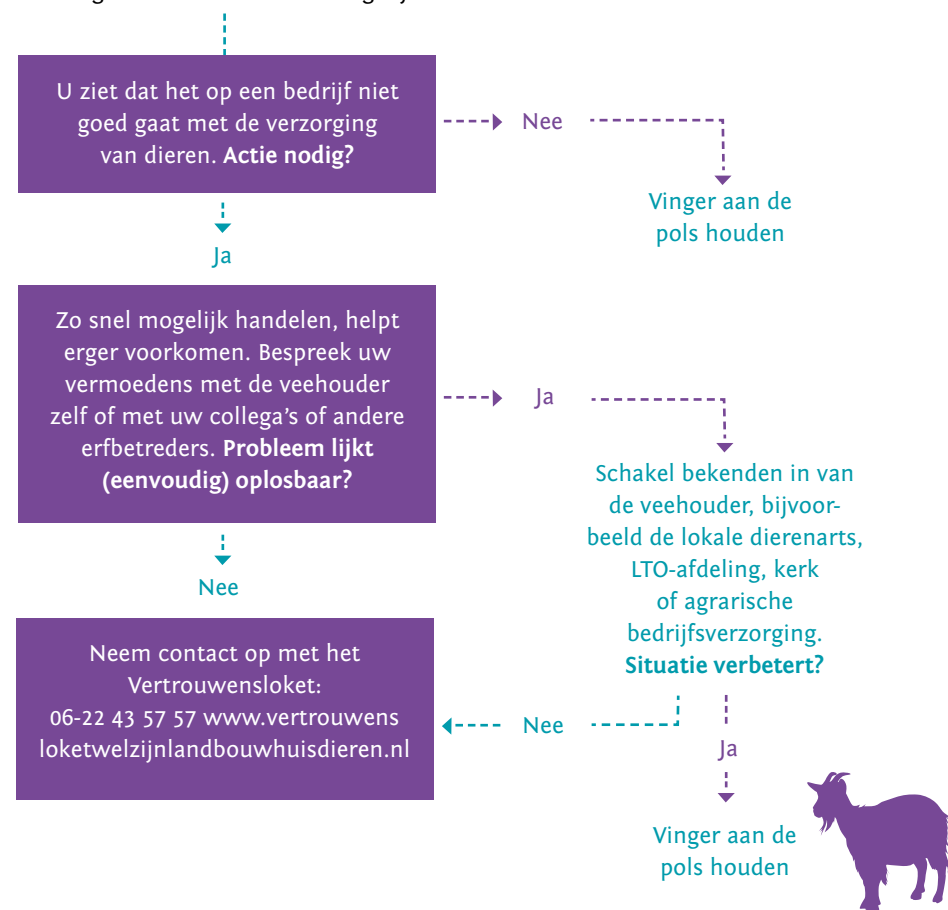 U ziet dat het op een bedrijf niet
goed gaat met de verzorging
van dieren. Actie nodig?
Nee
Vinger aan de
pols houden
Ja
Zo snel mogelijk handelen, helpt
erger voorkomen. Bespreek uw
vermoedens met de veehouder
zelf of met uw collega's of andere
erfbetreders. Probleem lijkt
(eenvoudig) oplosbaar?
Ja
Schakel bekenden in van
de veehouder, bijvoor-
beeld de lokale dierenarts,
LTO-afdeling, kerk
of agrarische
bedrijfsverzorging.
Situatie verbetert?
Nee
Neem contact op met het
Vertrouwensloket:
06-22 43 57 57 www.vertrouwens
loketwelzijnlandbouwhuisdieren.nl
Nee
Ja
Vinger aan de
pols houden